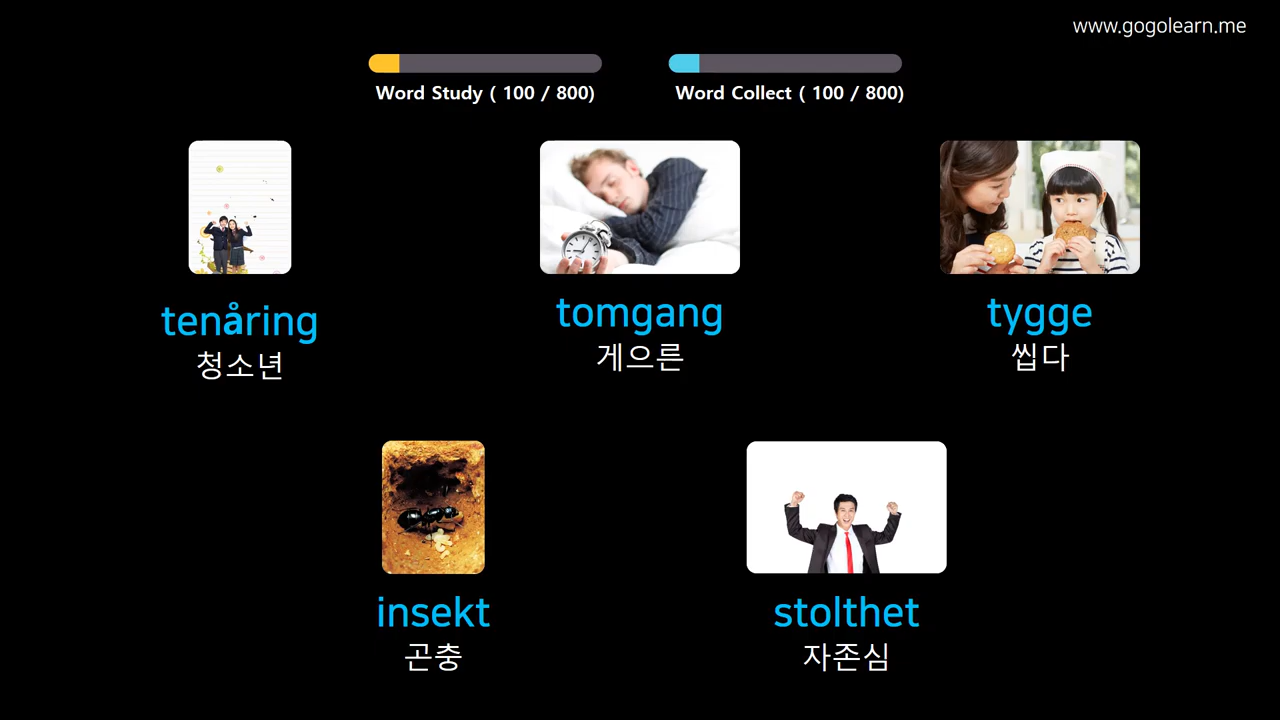 www.gogolearn.me
Word Study ( 100 / 800)
Word Collect ( 100 / 800)
tenåring
청소년
tomgang
게으른
tygge
씹다
insekt
곤충
stolthet
자존심